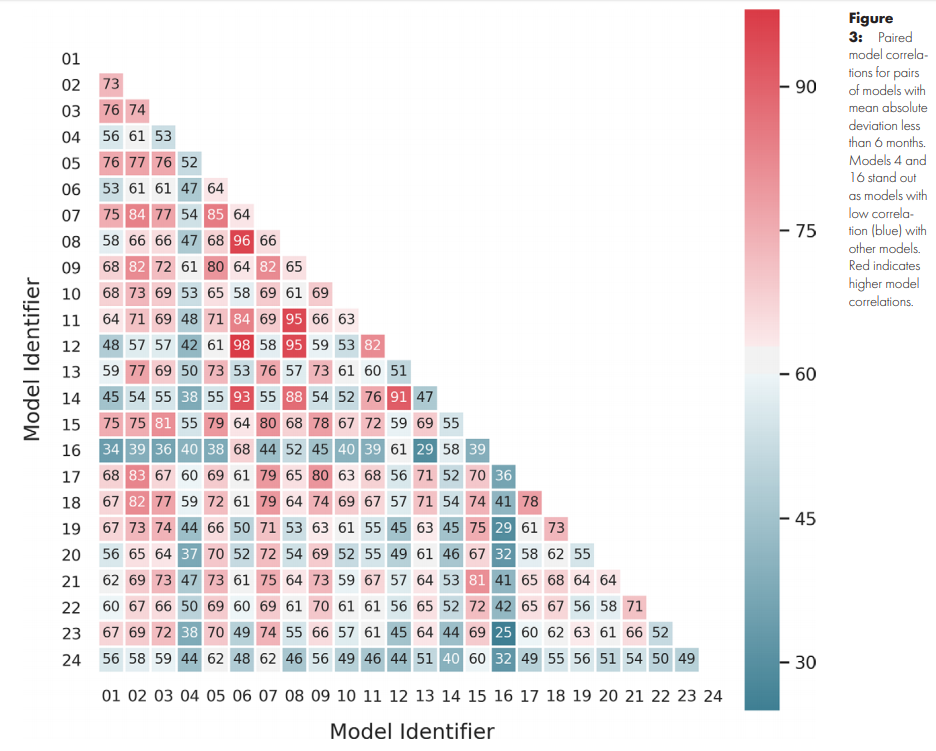 01
02 73
03 76 74
04 56 61 53
05 76 77 76 52
06 53 61 61 47 64
07 75 84 77 54 85 64
08 58 66 66 47 68 96 66
09 68 82 72 61 80 64 82 65
10 68 73 69 53 65 58 69 61 69
11 64 71 69 48 71 84 69 95 66 63
12 48 57 57 42 61 98 58 95 59 53 82
13 59 77 69 50 73 53 76 57 73 61 60 51
14 45 54 55 38 55 93 55 88 54 52 76 91 47
15 75 75 81 55 79 64 80 68 78 67 72 59 69 55
16 34 39 36 40 38 68 44 52 45 40 39 61 29 58 39
17 68 83 67 60 69 61 79 65 80 63 68 56 71 52 70 36
18 67 82 77 59 72 61 79 64 74 69 67 57 71 54 74 41 78
19 67 73 74 44 66 50 71 53 63 61 55 45 63 45 75 29 61 73
20 56 65 64 37 70 52 72 54 69 52 55 49 61 46 67 32 58 62 55
21 62 69 73 47 73 61 75 64 73 59 67 57 64 53 81 41 65 68 64 64
22 60 67 66 50 69 60 69 61 70 61 61 56 65 52 72 42 65 67 56 58 71
23 67 69 72 38 70 49 74 55 66 57 61 45 64 44 69 25 60 62 63 61 66 52
24 56 58 59 44 62 48 62 46 56 49 46 44 51 40 60 32 49 55 56 51 54 50 49
01 02 03 04 05 06 07 08 09 10 11 12 13 14 15 16 17 18 19 20 21 22 23 24
Model Identifier
Model Identifier
90
75
60
45
30
Figure
3: Paired
model correla-
tions for pairs
of models with
mean absolute
deviation less
than 6 months.
Models 4 and
16 stand out
as models with
low correla-
tion (blue) with
other models.
Red indicates
higher model
correlations.